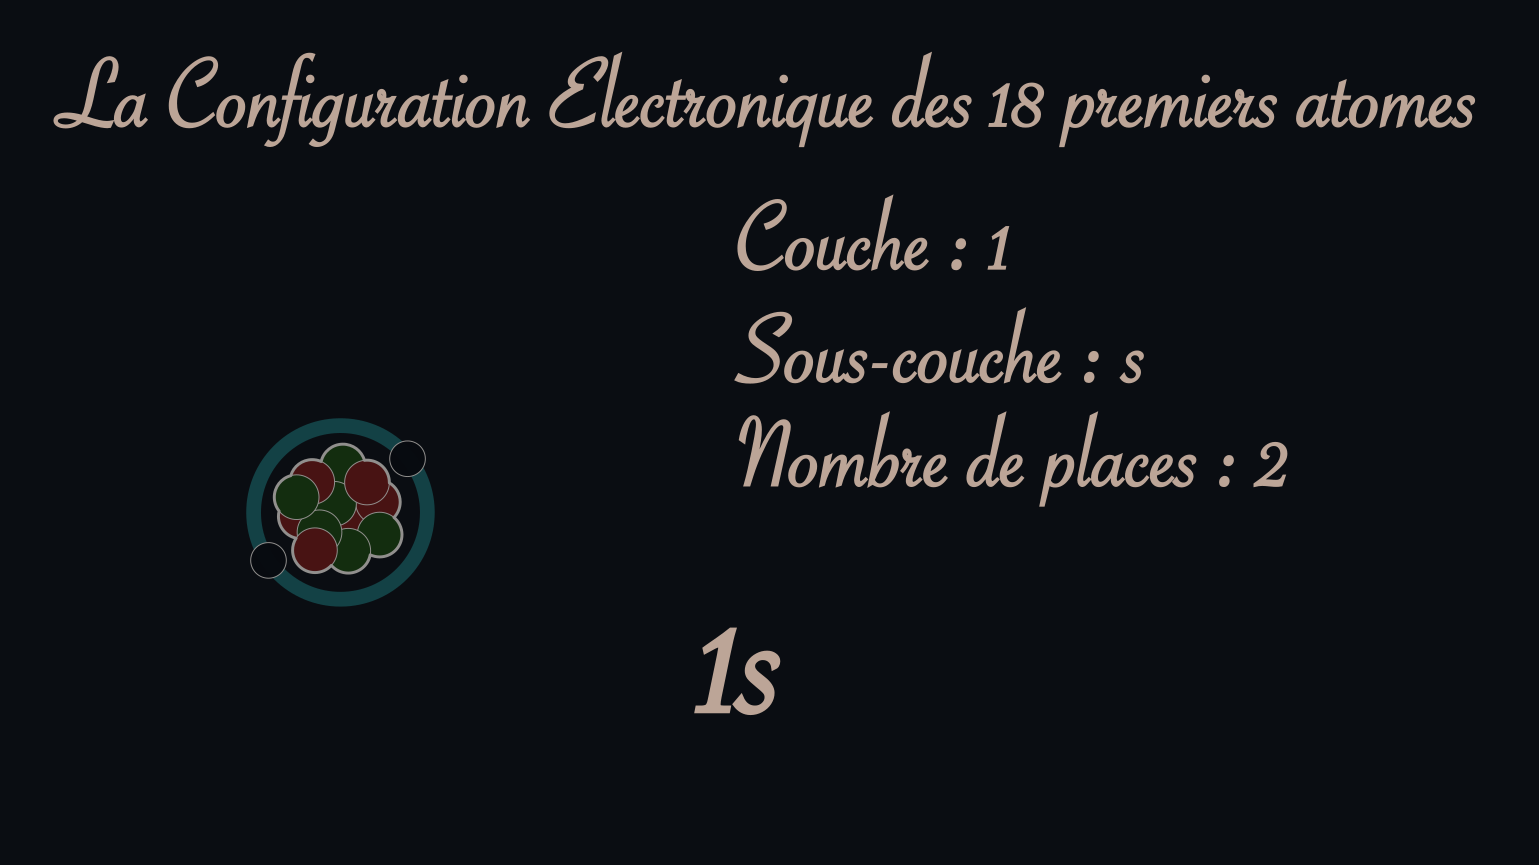 La Configuration Electronique des 18 premiers atomes
Couche : 1
Sous-couche : s
Nombre de places : 2
1s